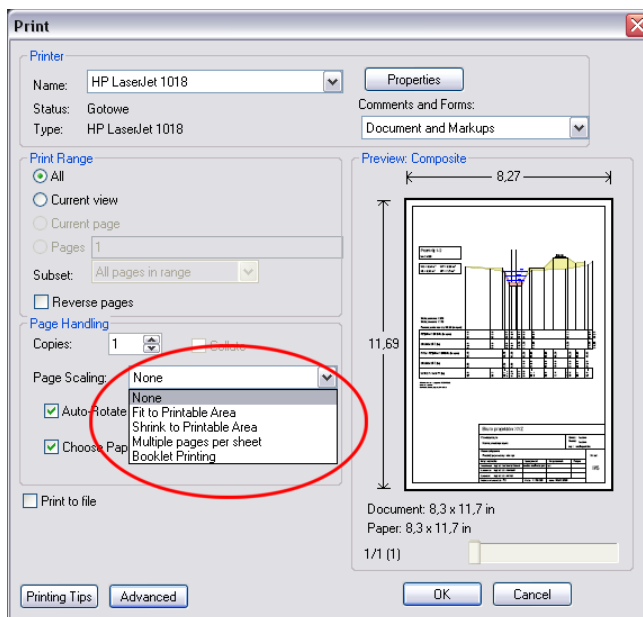 Print
Printer
Name: HP LaserJet 1018
Properties
Status: Gotowe
Comments and Forms:
Type: HP LaserJet 1018
Document and Markups
Print Range
All
Current view
Current page
Pages 1
Subset: All pages in range
Reverse pages
Page Handling
Copies: 1 Collate
Page Scaling: None
None
Fit to Printable Area
Shrink to Printable Area
Multiple pages per sheet
Booklet Printing
Auto-Rotate
Choose Pap
Print to file
Printing Tips
Advanced
Preview: Composite
8,27
11,69
Document: 8,3 x 11,7 in
Paper: 8,3 x 11,7 in
1/1 (1)
OK
Cancel